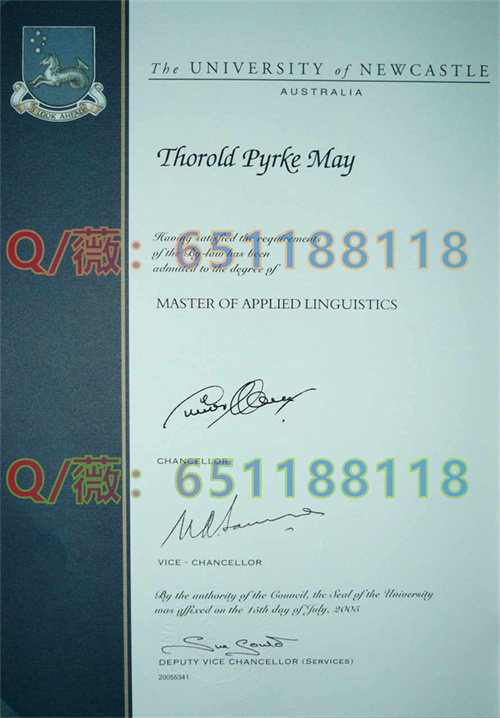 I LOOK AHEAD
The UNIVERSITY of NEWCASTLE
AUSTRALIA
Thorold Pyrke May
Having satisfied the requirements
of the By-law has been
admitted to the degree of
Q/薇：651188118
MASTER OF APPLIED LINGUISTICS
CHANCELLOR
Q/薇：651188118
VICE - CHANCELLOR
By the authority of the Council, the Seal of the University
was affixed on the 15th day of July, 2005
Sue Gould
DEPUTY VICE CHANCELLOR (SERVICES)
20055341